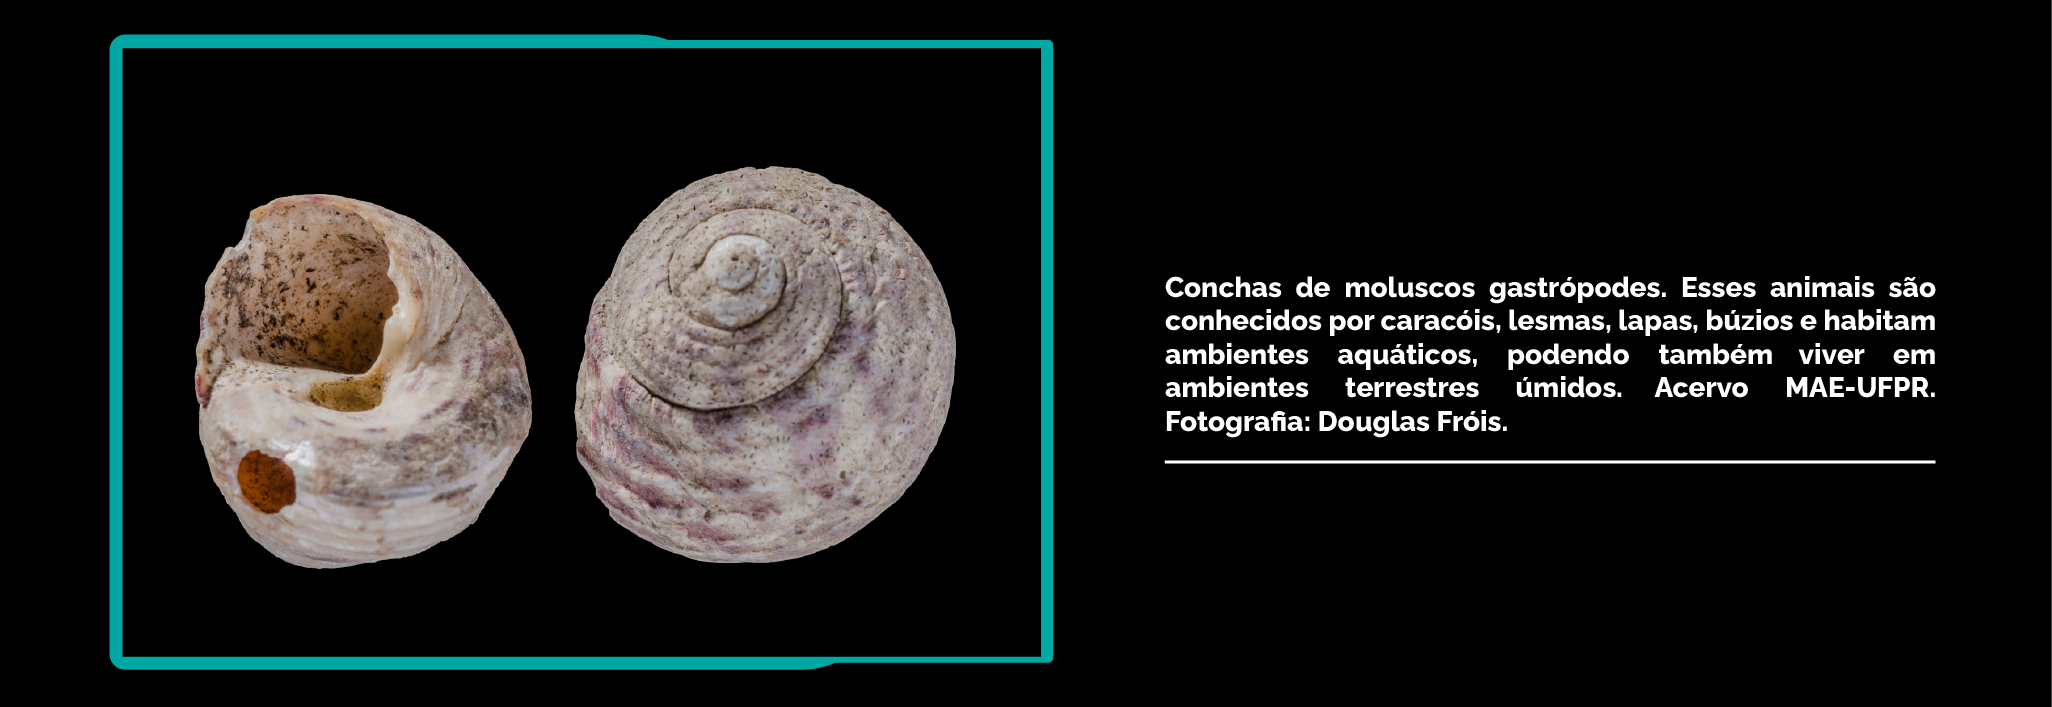 Conchas de moluscos gastrópodes. Esses animais são
conhecidos por caracóis, lesmas, lapas, búzios e habitam
ambientes aquáticos, podendo também viver em
ambientes terrestres úmidos. Acervo MAE-UFPR.
Fotografia: Douglas Fróis.